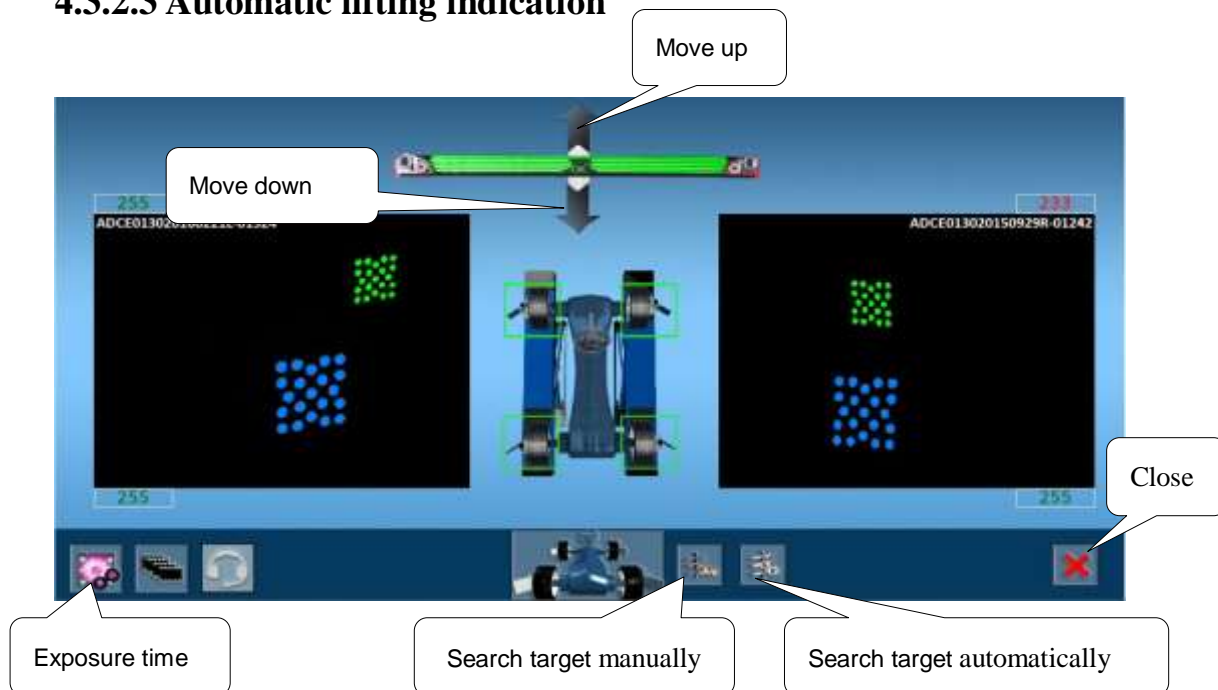 4.3.2.3 Automatic lifting indication
Move up
Move down
255
233
ADCE013020150929R-01242
255
255
Close
Exposure time
Search target manually
Search target automatically